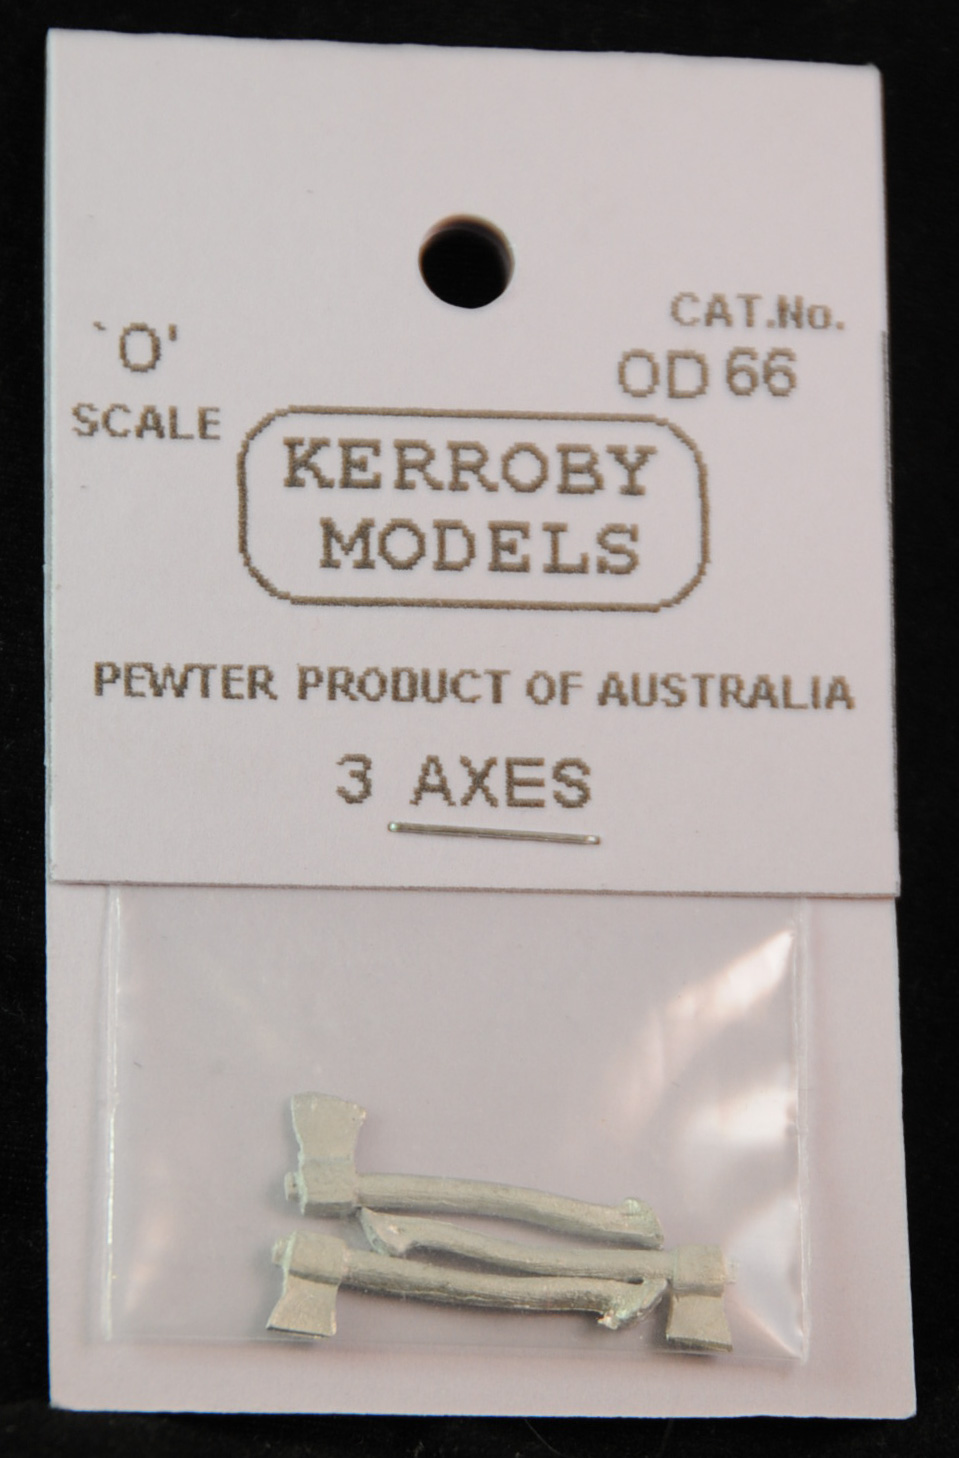 `O'
SCALE
CAT.No.
OD 66
KERROBY
MODELS
PEWTER PRODUCT OF AUSTRALIA
3 AXES